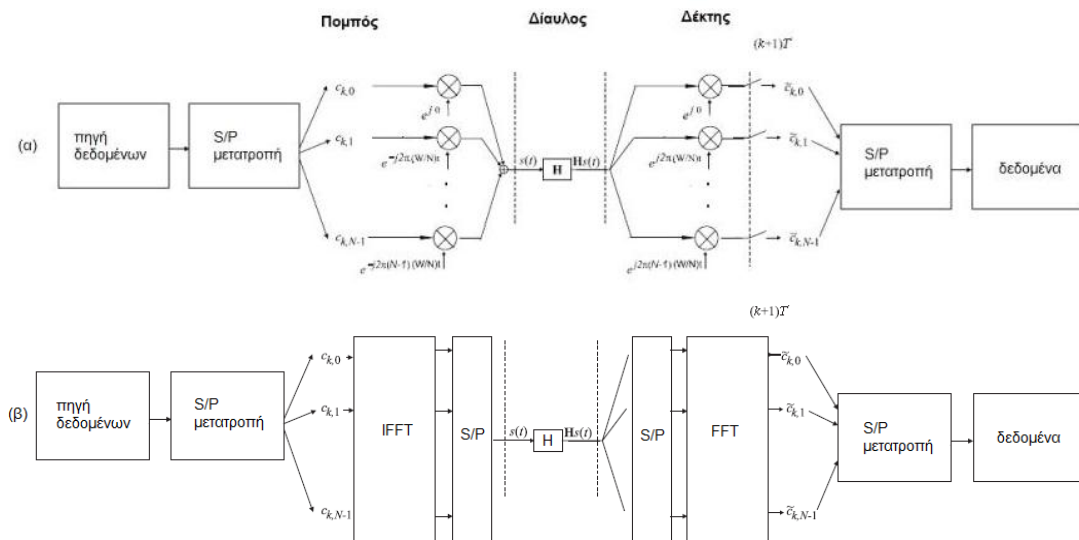 Πομπός
Δίαυλος
Δέκτης
(k+1)T'
(α)
πηγή
δεδομένων
S/P
μετατροπή
c_{k,0}
c_{k,1}
c_{k,N-1}
e^{j0}
e^{-j2π(W/N)t}
e^{-j2π(N-1)(W/N)t}
s(t)
H
Hs(t)
e^{j0}
e^{j2π(W/N)t}
e^{j2π(N-1)(W/N)t}
c̃_{k,0}
c̃_{k,1}
c̃_{k,N-1}
S/P
μετατροπή
δεδομένα
(k+1)T'
(β)
πηγή
δεδομένων
S/P
μετατροπή
c_{k,0}
c_{k,1}
c_{k,N-1}
IFFT
S/P
s(t)
H
Hs(t)
S/P
FFT
c̃_{k,0}
c̃_{k,1}
c̃_{k,N-1}
S/P
μετατροπή
δεδομένα